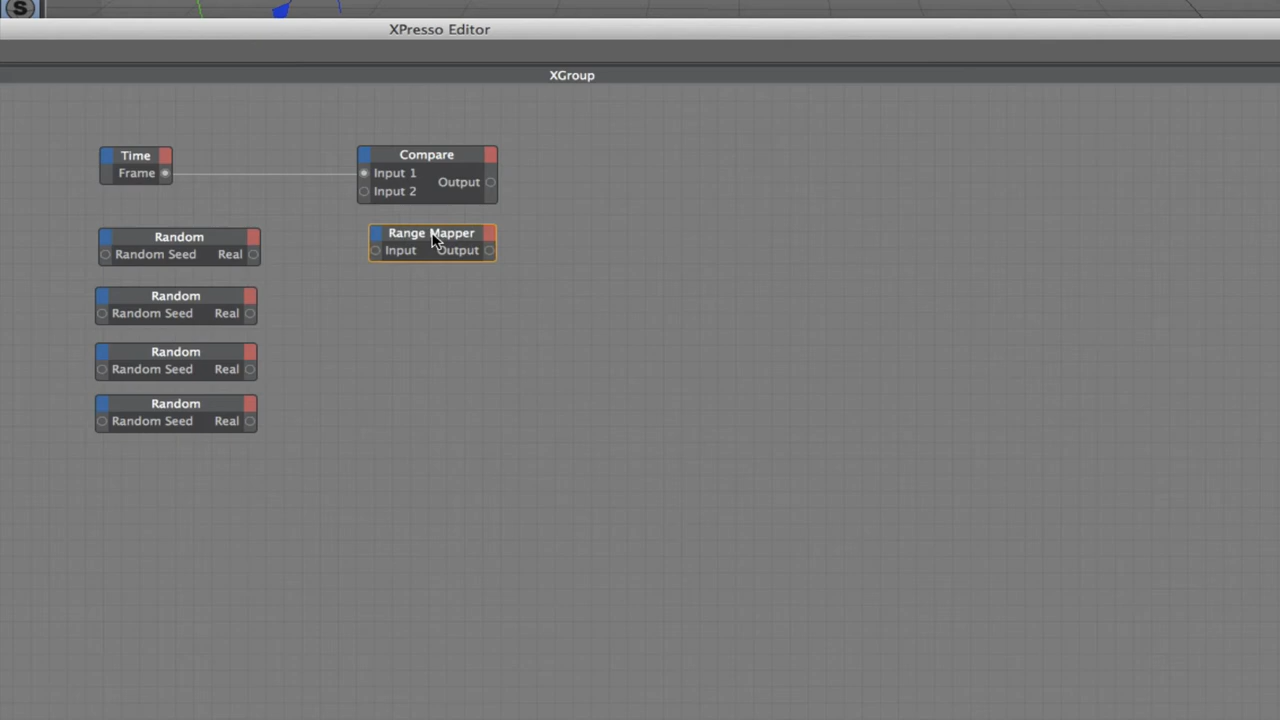 S
XPresso Editor
XGroup
Time
Frame
Compare
Input 1
Input 2
Output
Random
Random Seed Real
Range Mapper
Input Output
Random
Random Seed Real
Random
Random Seed Real
Random
Random Seed Real